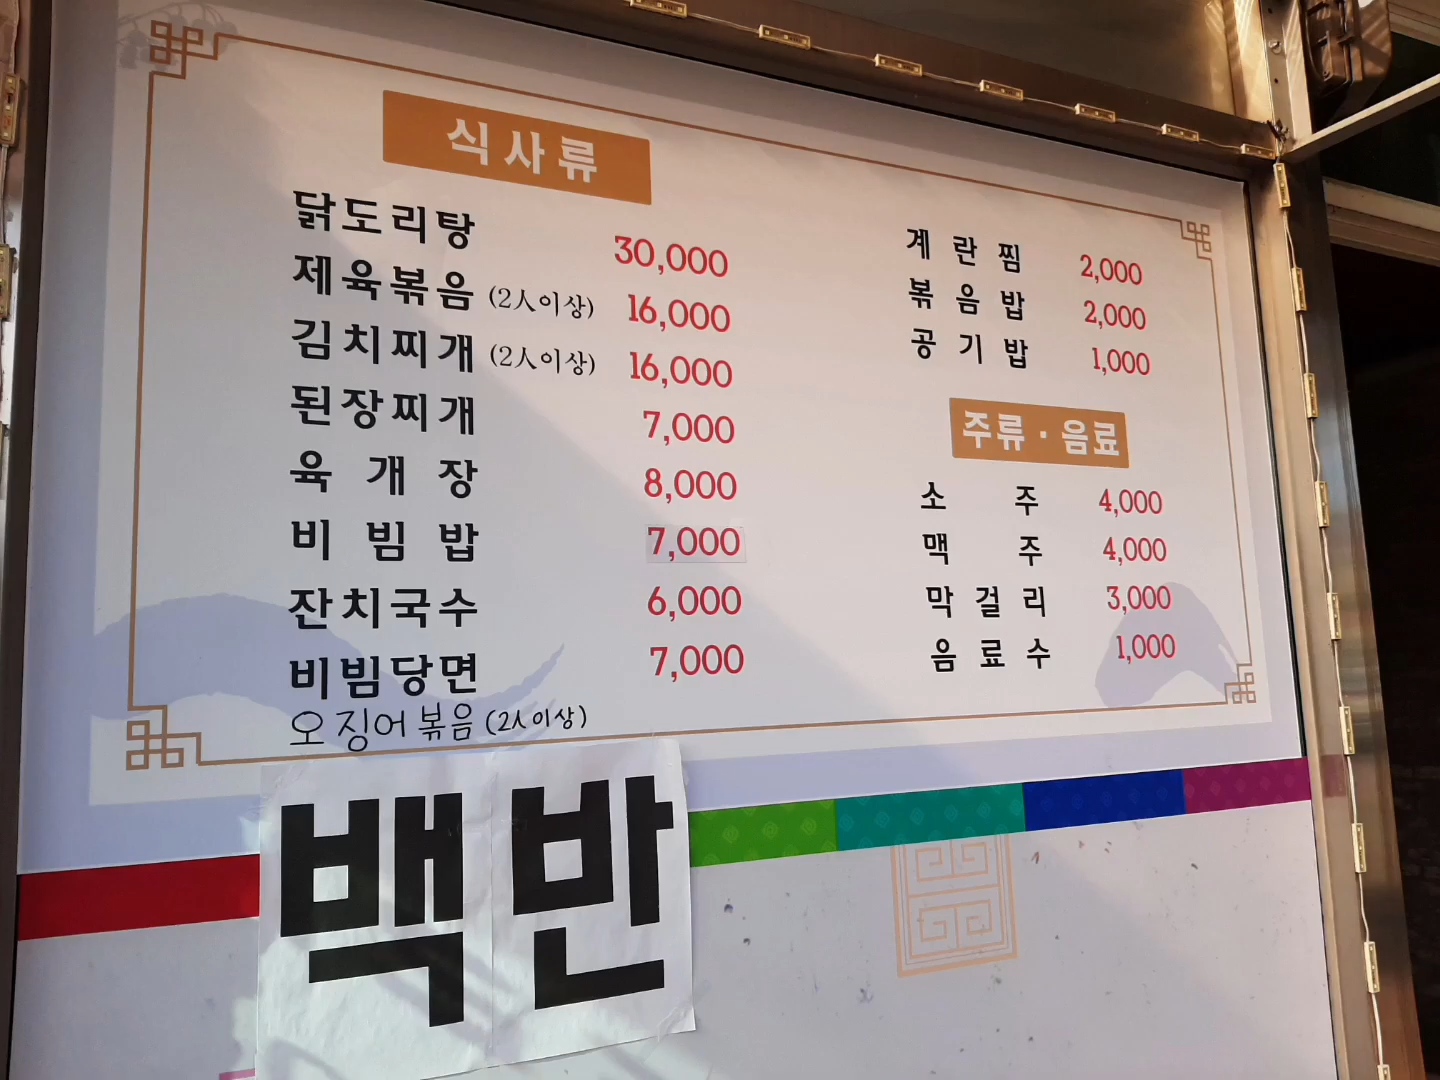 식사류
닭도리탕 30,000
제육볶음 (2人이상) 16,000
김치찌개 (2人이상) 16,000
된장찌개 7,000
육개장 8,000
비빔밥 7,000
잔치국수 6,000
비빔당면 7,000
오징어볶음 (2人이상)
계란찜 2,000
볶음밥 2,000
공기밥 1,000
주류·음료
소주 4,000
맥주 4,000
막걸리 3,000
음료수 1,000
백반